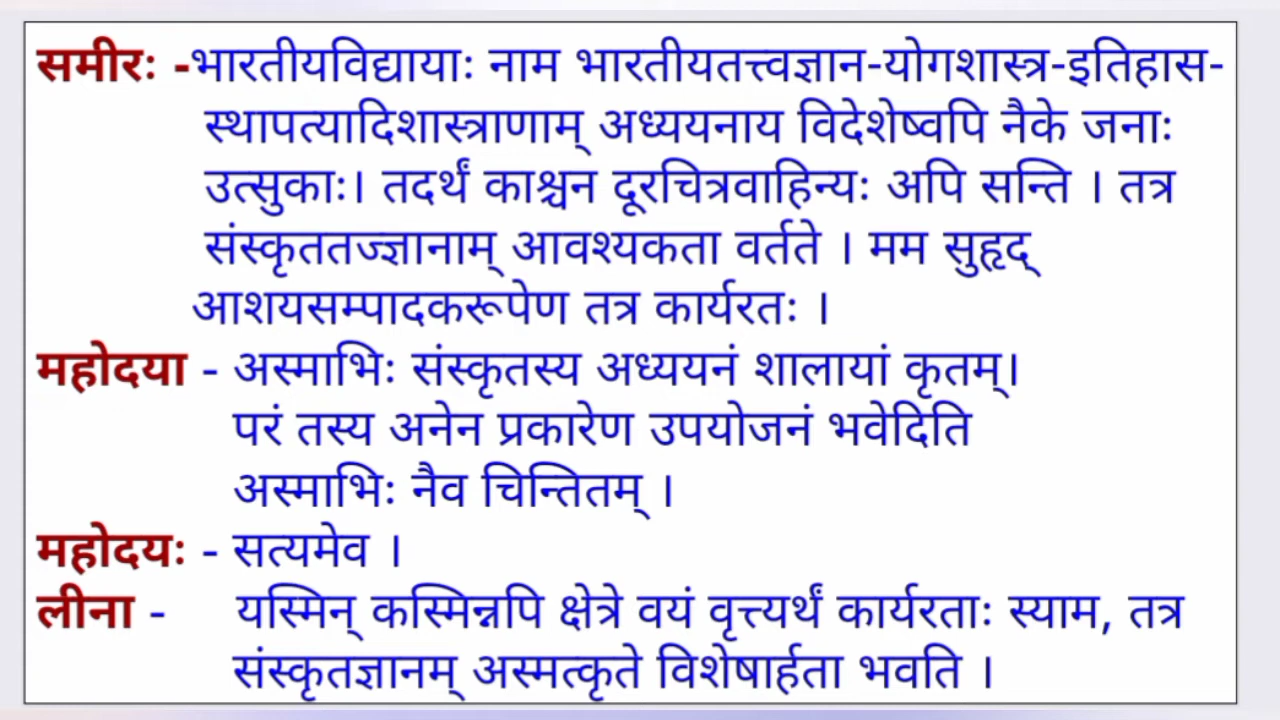 समीरः -भारतीयविद्यायाः नाम भारतीयतत्त्वज्ञान-योगशास्त्र-इतिहास-
स्थापत्यादिशास्त्राणाम् अध्ययनाय विदेशेष्वपि नैके जनाः
उत्सुकाः। तदर्थं काश्चन दूरचित्रवाहिन्यः अपि सन्ति । तत्र
संस्कृततज्ज्ञानाम् आवश्यकता वर्तते । मम सुहृद्
आशयसम्पादकरूपेण तत्र कार्यरतः ।
महोदया - अस्माभिः संस्कृतस्य अध्ययनं शालायां कृतम्।
परं तस्य अनेन प्रकारेण उपयोजनं भवेदिति
अस्माभिः नैव चिन्तितम् ।
महोदयः - सत्यमेव ।
लीना - यस्मिन् कस्मिन्नपि क्षेत्रे वयं वृत्त्यर्थं कार्यरताः स्याम, तत्र
संस्कृतज्ञानम् अस्मत्कृते विशेषार्हता भवति ।